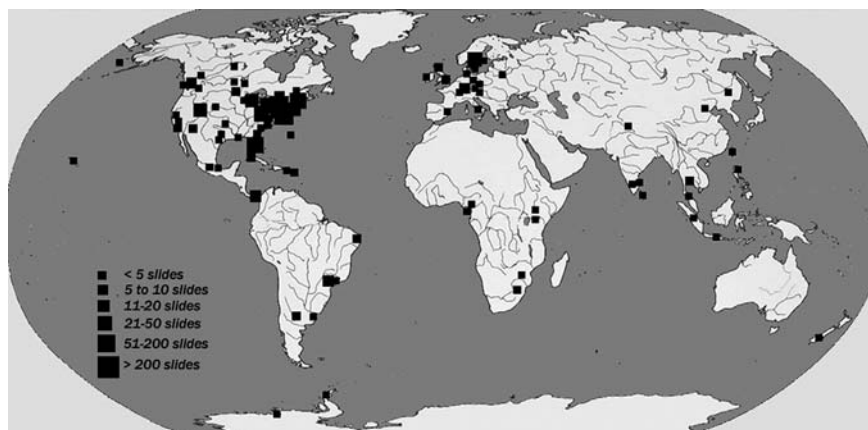 < 5 slides
5 to 10 slides
11-20 slides
21-50 slides
51-200 slides
> 200 slides